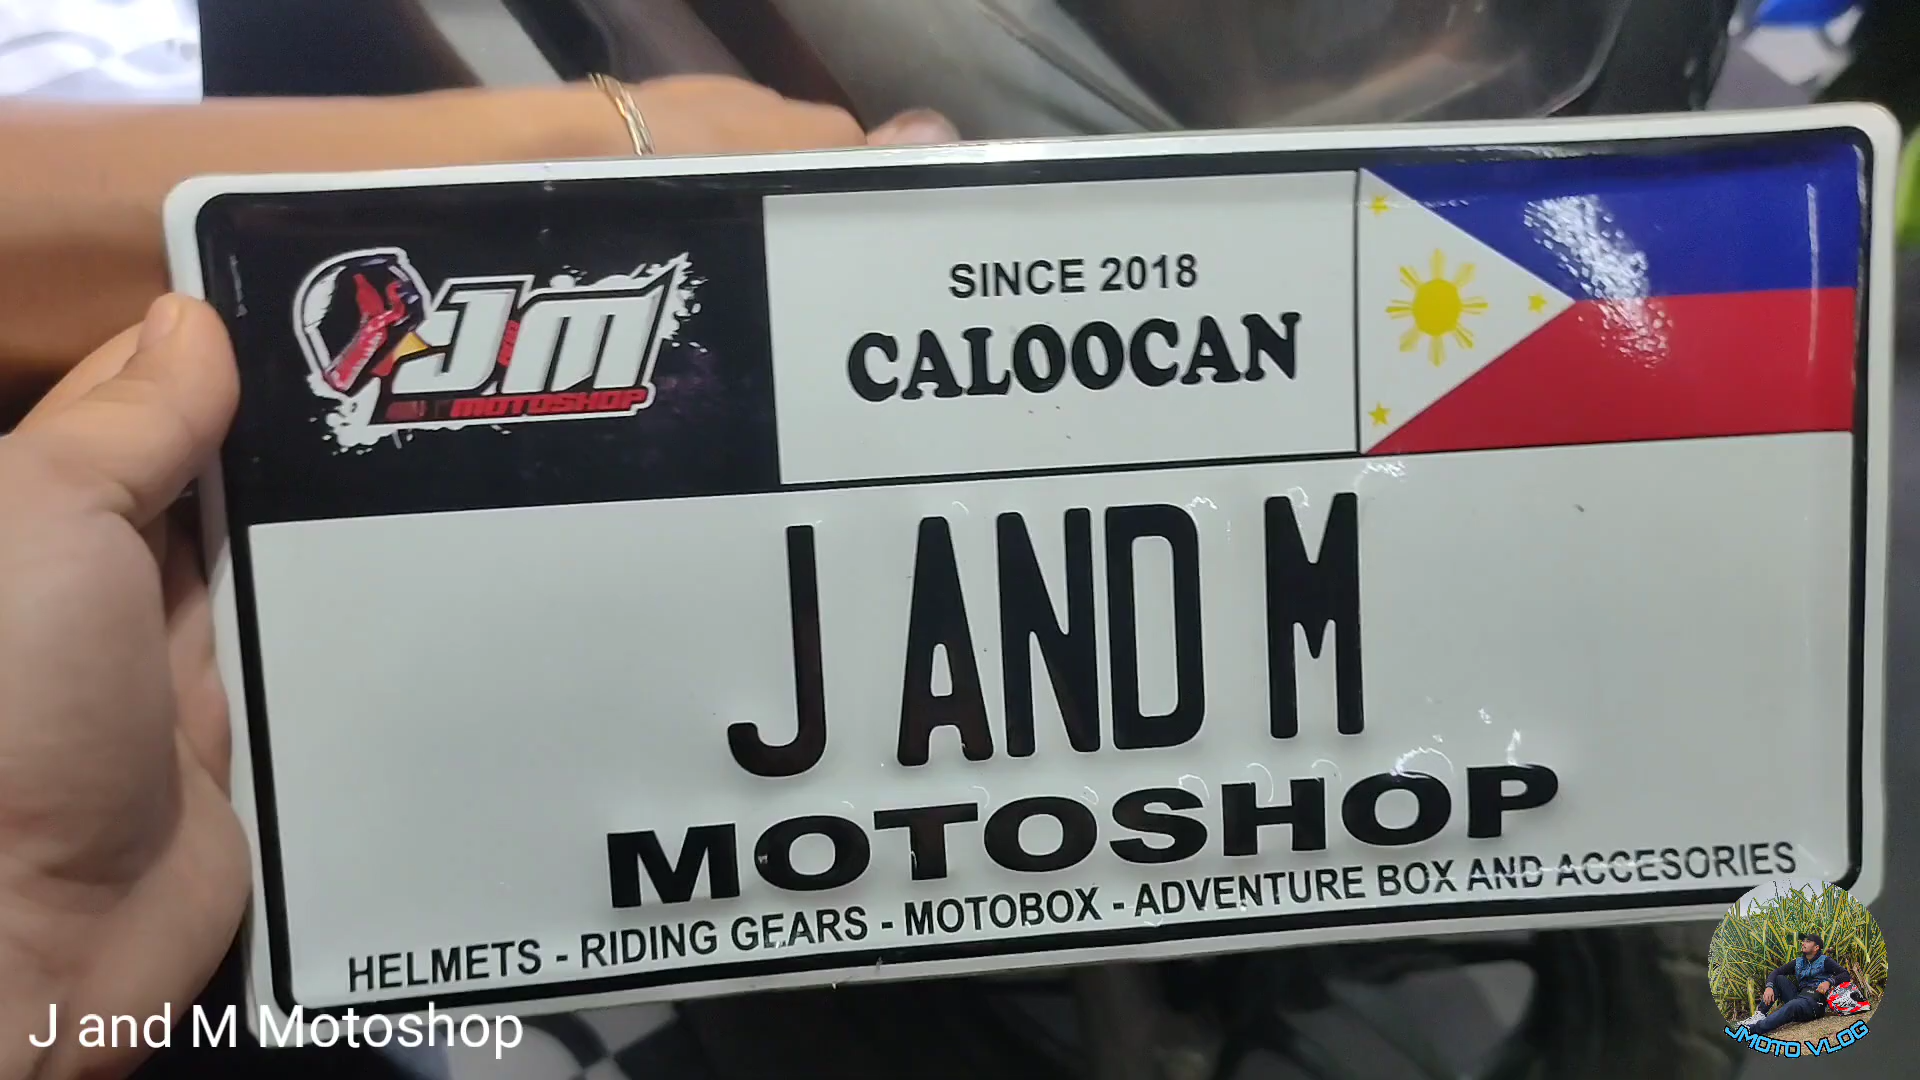 SINCE 2018
CALOOCAN
JM
MOTOSHOP
J AND M
MOTOSHOP
HELMETS - RIDING GEARS - MOTOBOX - ADVENTURE BOX AND ACCESORIES
J and M Motoshop
JMOTO VLOG